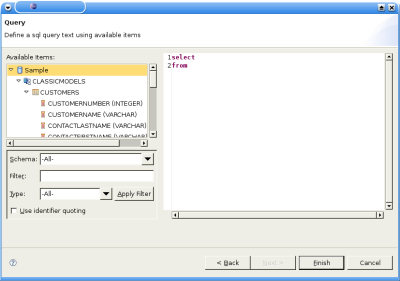 Query
Define a sql query text using available items
Available Items:
Sample
CLASSICMODELS
CUSTOMERS
CUSTOMERNUMBER (INTEGER)
CUSTOMERNAME (VARCHAR)
CONTACTLASTNAME (VARCHAR)
CONTACTFIRSTNAME (VARCHAR)
1select
2from
Schema: -All-
Filter:
Type: -All- Apply Filter
Use identifier quoting
< Back Next > Finish Cancel